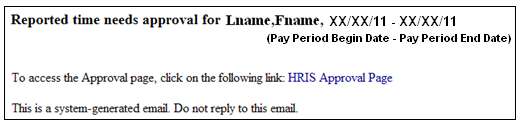 Reported time needs approval for Lname,Fname, XX/XX/11 - XX/XX/11
(Pay Period Begin Date - Pay Period End Date)
To access the Approval page, click on the following link: HRIS Approval Page
This is a system-generated email. Do not reply to this email.